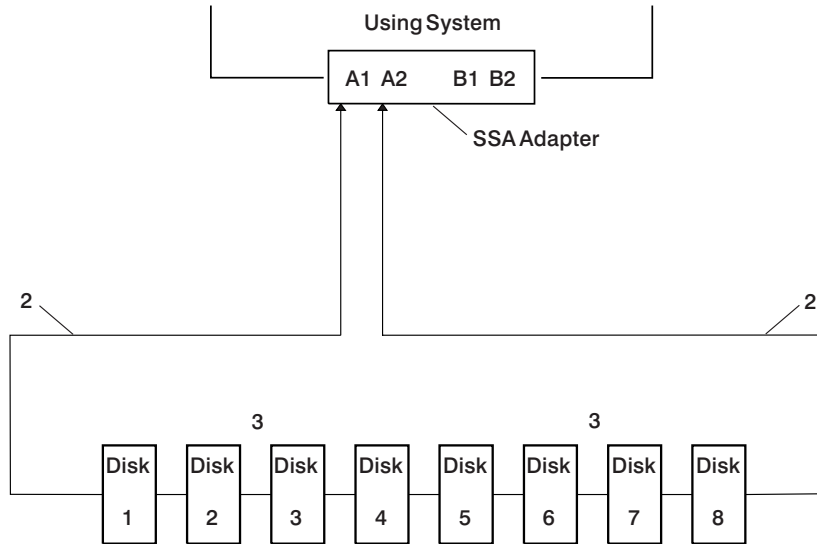 Using System
A1 A2 B1 B2
SSA Adapter
2 2
3 3
Disk Disk Disk Disk Disk Disk Disk Disk
1 2 3 4 5 6 7 8